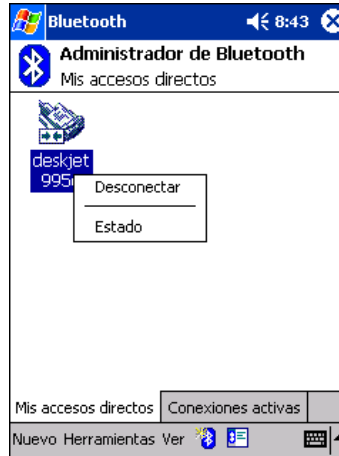 Bluetooth 8:43
Administrador de Bluetooth
Mis accesos directos
deskjet
995
Desconectar
Estado
Mis accesos directos Conexiones activas
Nuevo Herramientas Ver